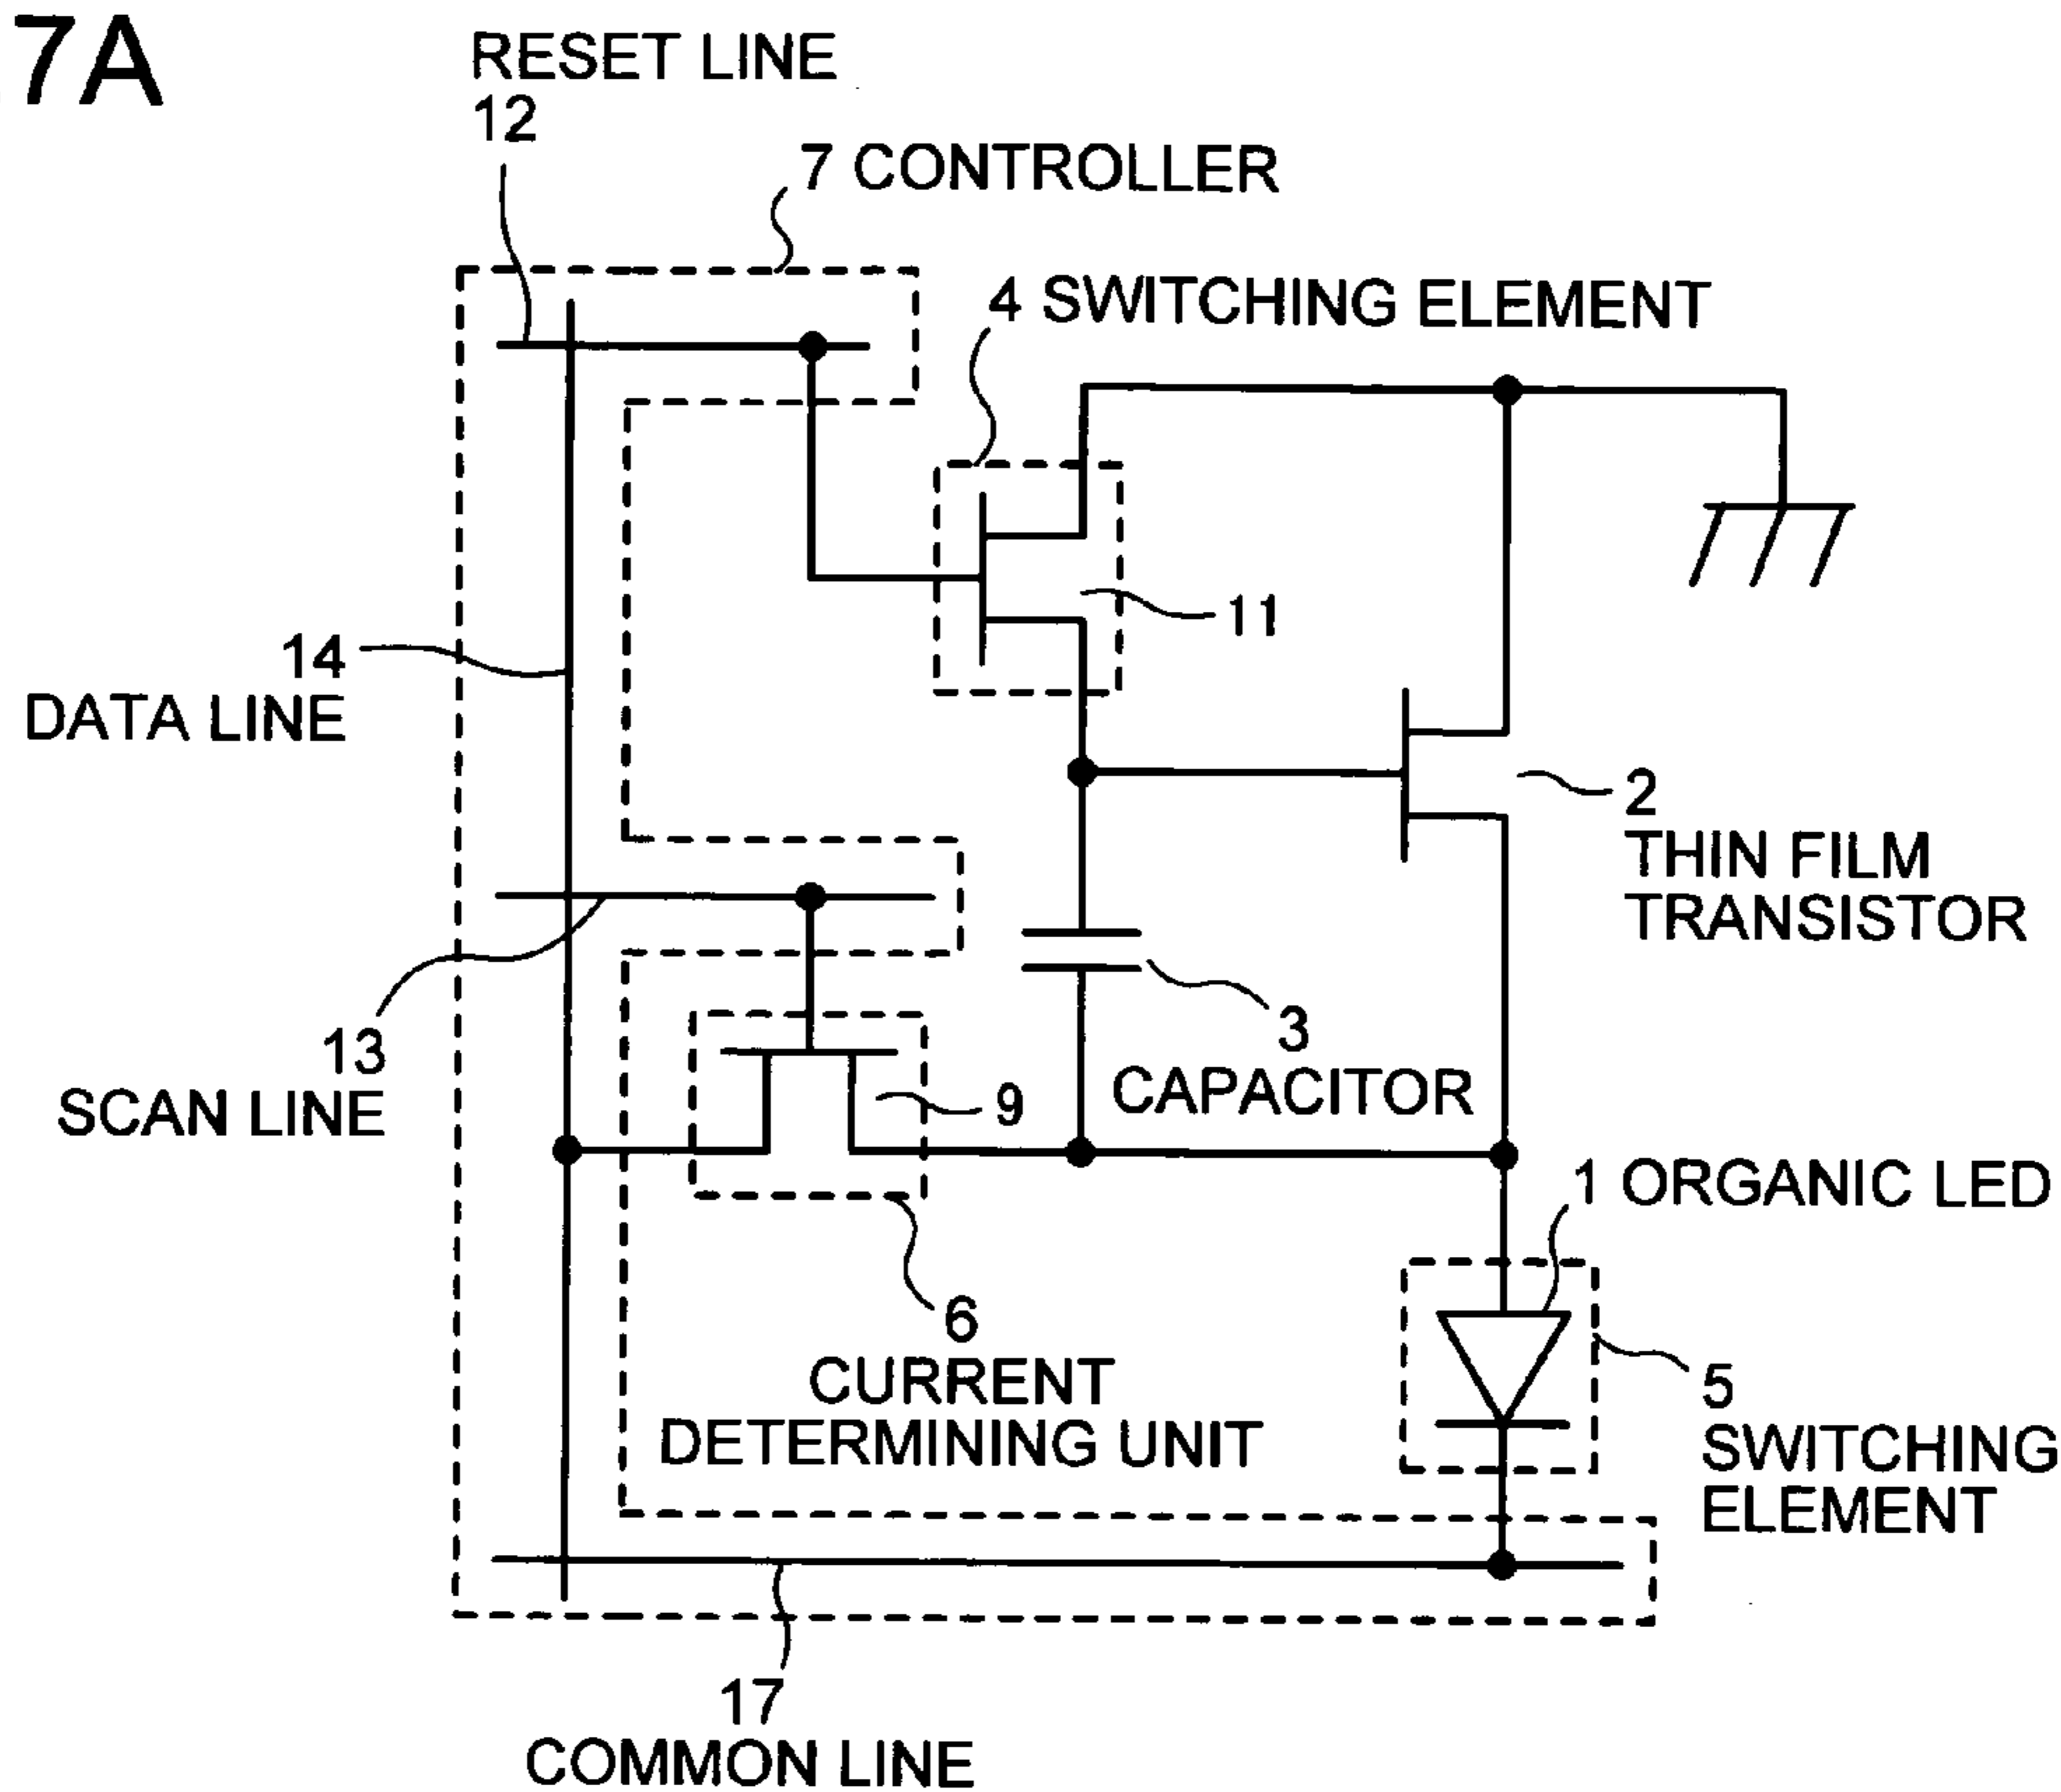 7A
RESET LINE
12
7 CONTROLLER
4 SWITCHING ELEMENT
11
14
DATA LINE
2
THIN FILM
TRANSISTOR
13
SCAN LINE
3
CAPACITOR
9
1 ORGANIC LED
6
CURRENT
DETERMINING UNIT
5
SWITCHING
ELEMENT
17
COMMON LINE